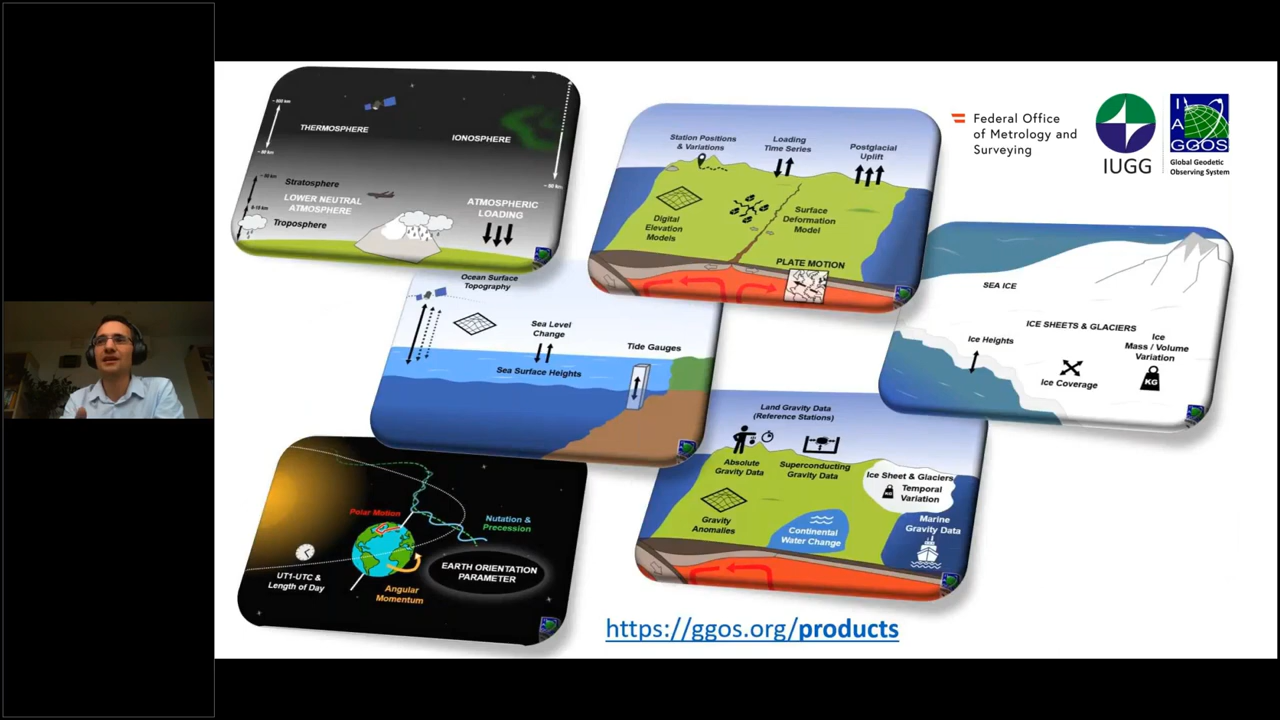 ~ 800 km
THERMOSPHERE
IONOSPHERE
Stratosphere
LOWER NEUTRAL
ATMOSPHERE
Troposphere
ATMOSPHERIC
LOADING
Station Positions
& Variations
Loading
Time Series
Postglacial
Uplift
Digital
Elevation
Models
Surface
Deformation
Model
PLATE MOTION
Federal Office
of Metrology and
Surveying
IUGG
I
A
GGOS
Global Geodetic
Observing System
SEA ICE
ICE SHEETS & GLACIERS
Ice Heights
Ice
Mass / Volume
Variation
Ice Coverage
KG
Ocean Surface
Topography
Sea Level
Change
Sea Surface Heights
Tide Gauges
Land Gravity Data
(Reference Stations)
Absolute
Gravity Data
Superconducting
Gravity Data
Ice Sheet & Glaciers
KG
Temporal
Variation
Gravity
Anomalies
Continental
Water Change
Marine
Gravity Data
Polar Motion
Nutation &
Precession
UT1-UTC &
Length of Day
Angular
Momentum
EARTH ORIENTATION
PARAMETER
https://ggos.org/products